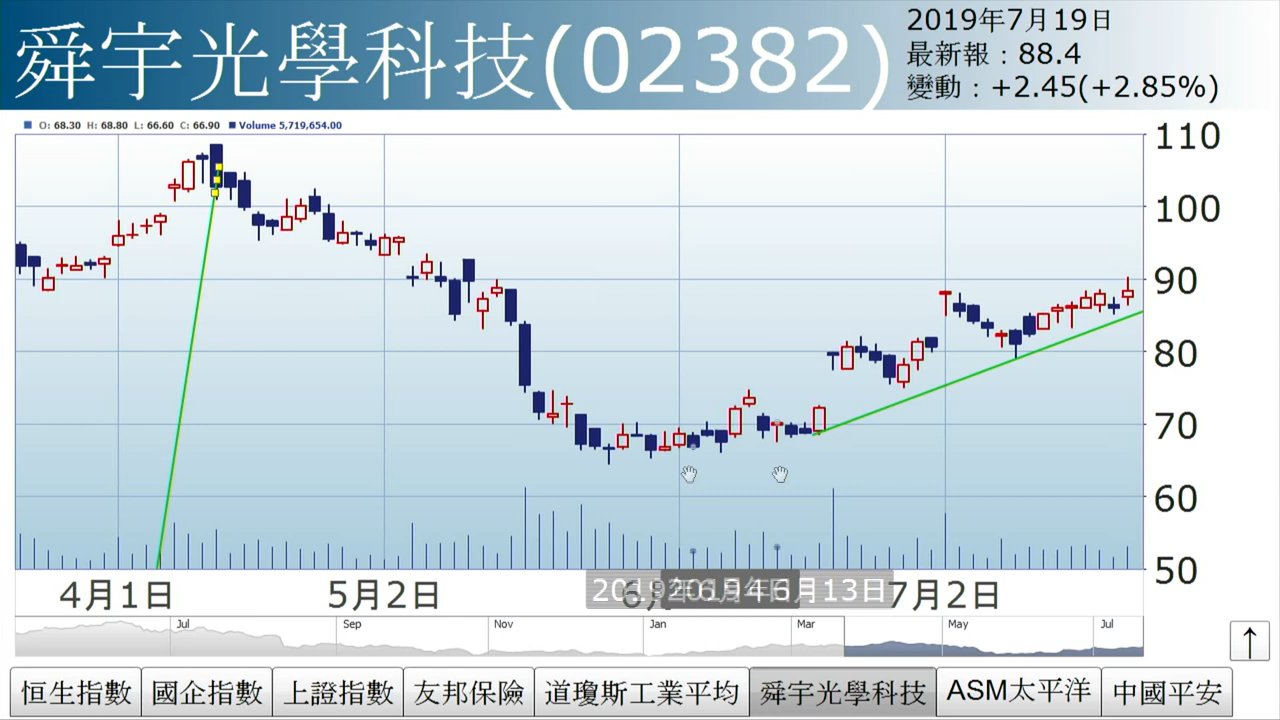 舜宇光學科技(02382)
2019年7月19日
最新報：88.4
變動：+2.45(+2.85%)
O: 68.30 H: 68.80 L: 66.60 C: 66.90 Volume 5,719,654.00
110
100
90
80
70
60
50
4月1日 5月2日 7月2日
Jul Sep Nov Jan Mar May Jul
↑
恒生指數 國企指數 上證指數 友邦保險 道瓊斯工業平均 舜宇光學科技 ASM太平洋 中國平安